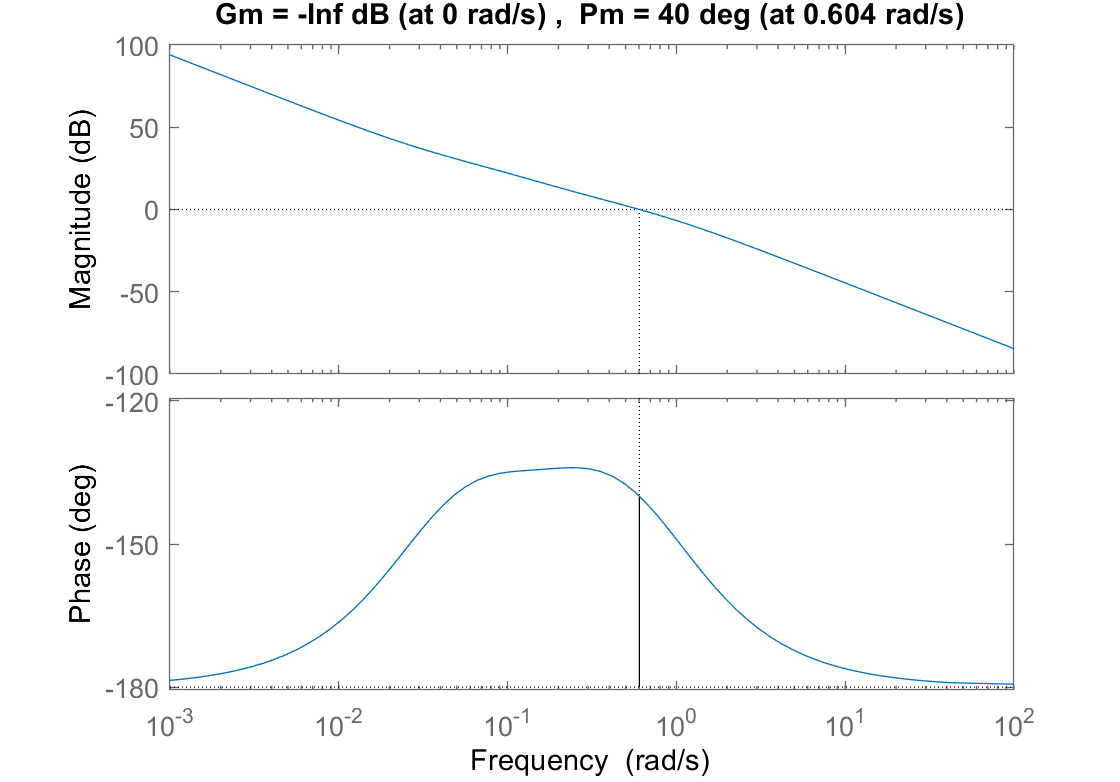 Gm = -Inf dB (at 0 rad/s) ,  Pm = 40 deg (at 0.604 rad/s)
100
50
0
-50
-100
Magnitude (dB)
-120
-150
-180
Phase (deg)
10^-3 10^-2 10^-1 10^0 10^1 10^2
Frequency  (rad/s)